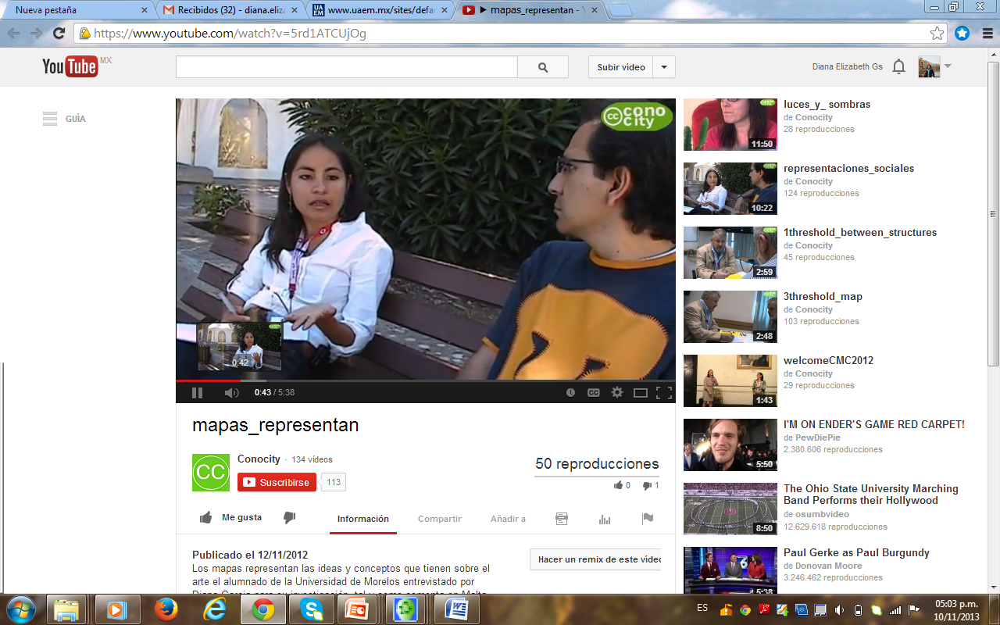 Nueva pestaña
Recibidos (32) - diana.eliza
www.uaem.mx/sites/defau
mapas_representan - Y
https://www.youtube.com/watch?v=5rd1ATCUjOg
YouTube MX
Subir video
Diana Elizabeth Gs
GUÍA
cc cono city
0:42
0:43 / 5:38
CC
mapas_representan
CC
Conocity · 134 vídeos
Suscribirse 113
50 reproducciones
0 1
Me gusta
Información
Compartir
Añadir a
Publicado el 12/11/2012
Los mapas representan las ideas y conceptos que tienen sobre el
arte el alumnado de la Universidad de Morelos entrevistado por
Hacer un remix de este vídeo
11:50
luces_y_ sombras
de Conocity
28 reproducciones
10:22
representaciones_sociales
de Conocity
124 reproducciones
2:59
1threshold_between_structures
de Conocity
45 reproducciones
2:48
3threshold_map
de Conocity
103 reproducciones
1:43
welcomeCMC2012
de Conocity
29 reproducciones
5:50
I'M ON ENDER'S GAME RED CARPET!
de PewDiePie
2.380.606 reproducciones
8:50
The Ohio State University Marching
Band Performs their Hollywood
de osumbvideo
12.629.618 reproducciones
5:38
Paul Gerke as Paul Burgundy
de Donovan Moore
3.246.462 reproducciones
ES
05:03 p.m.
10/11/2013